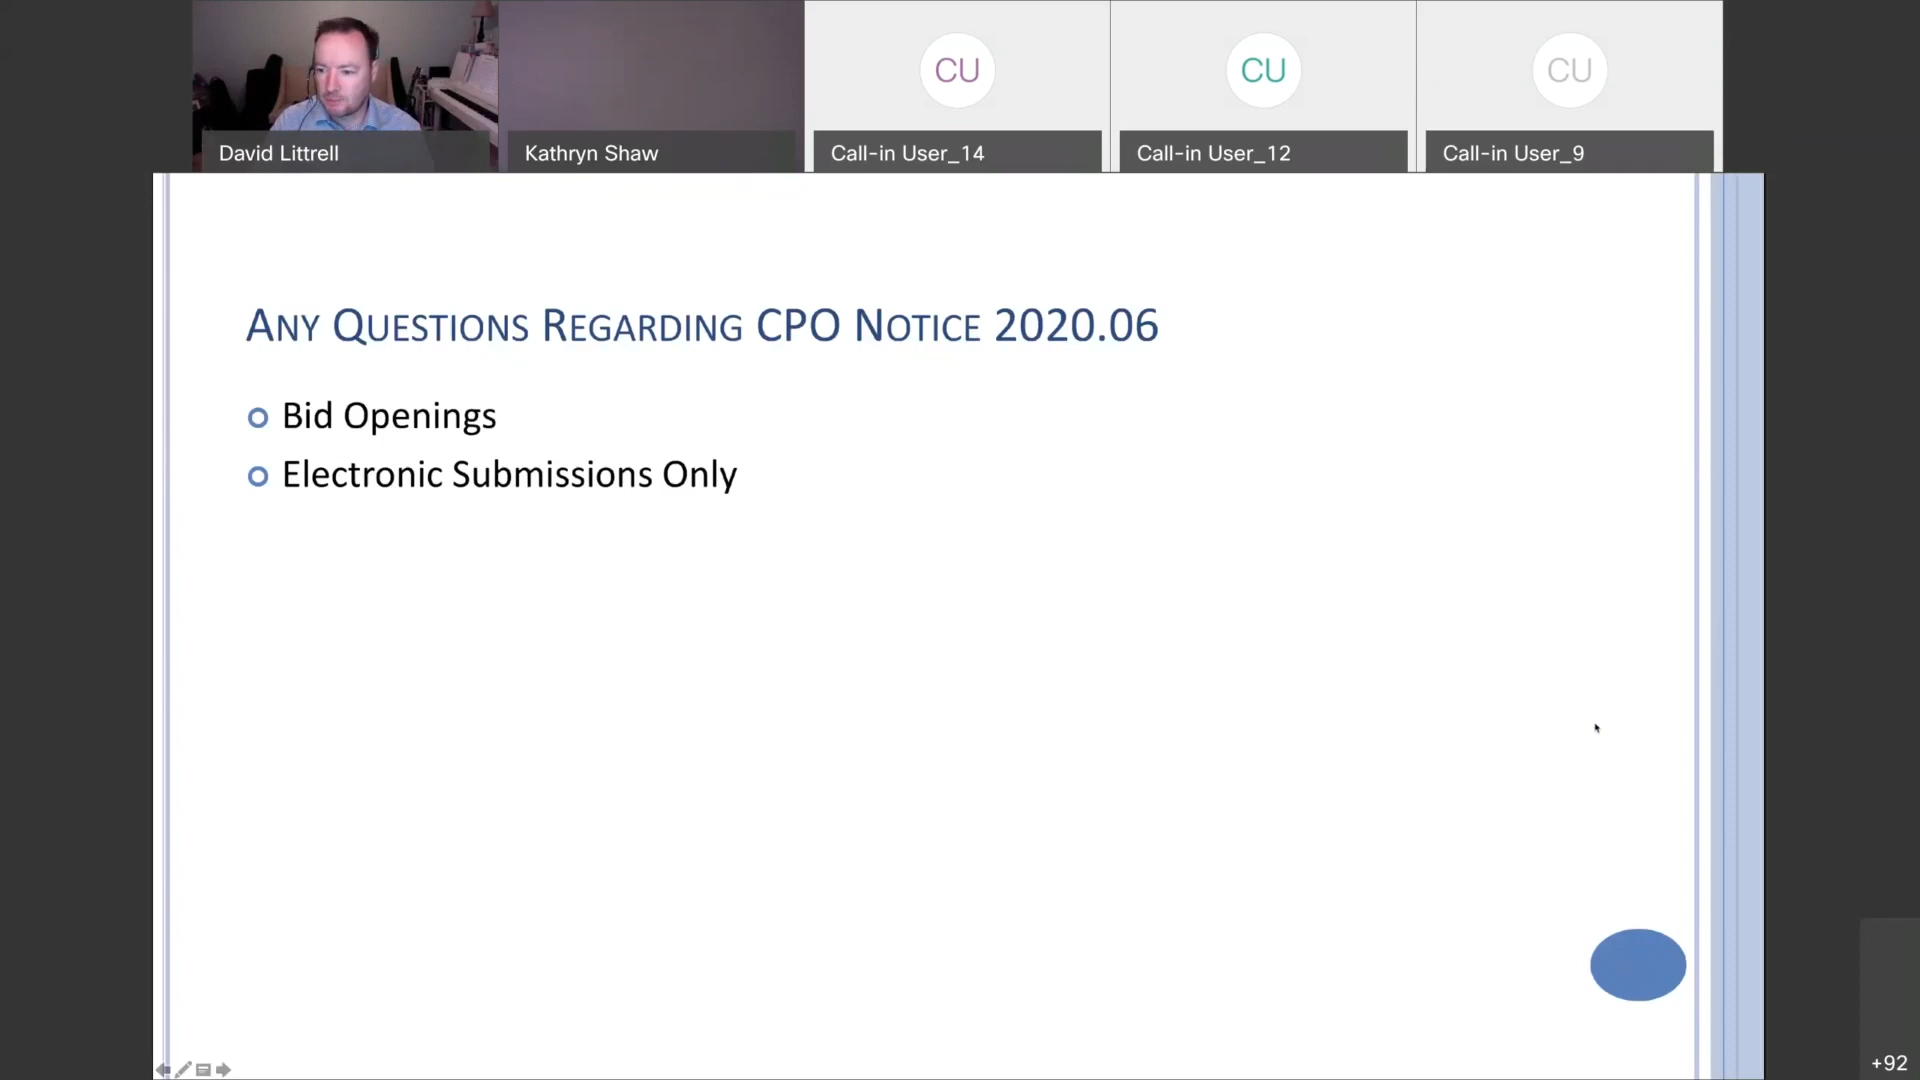 CU
CU
CU
David Littrell
Kathryn Shaw
Call-in User_14
Call-in User_12
Call-in User_9
Any Questions Regarding CPO Notice 2020.06
Bid Openings
Electronic Submissions Only
+92